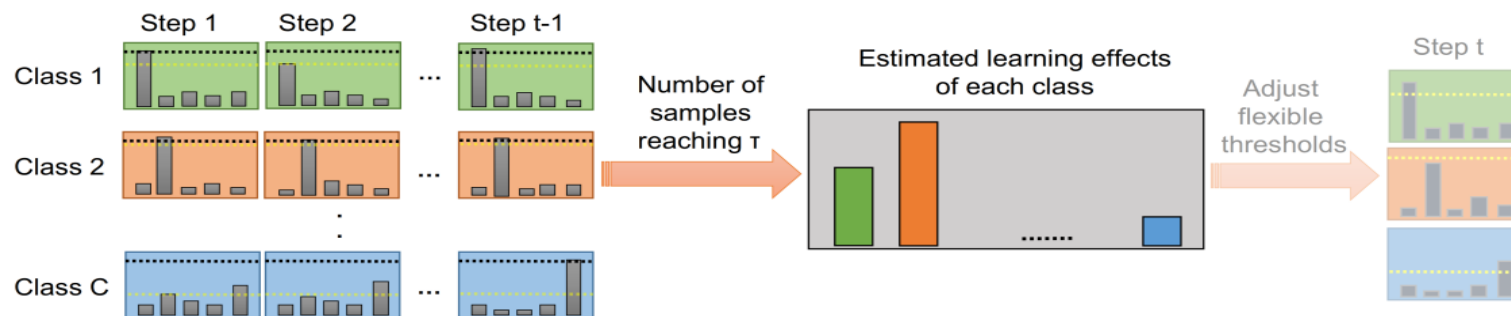 Step 1
Step 2
Step t-1
Step t
Class 1
...
Number of
samples
reaching τ
Estimated learning effects
of each class
Adjust
flexible
thresholds
Class 2
...
:
.......
Class C
...